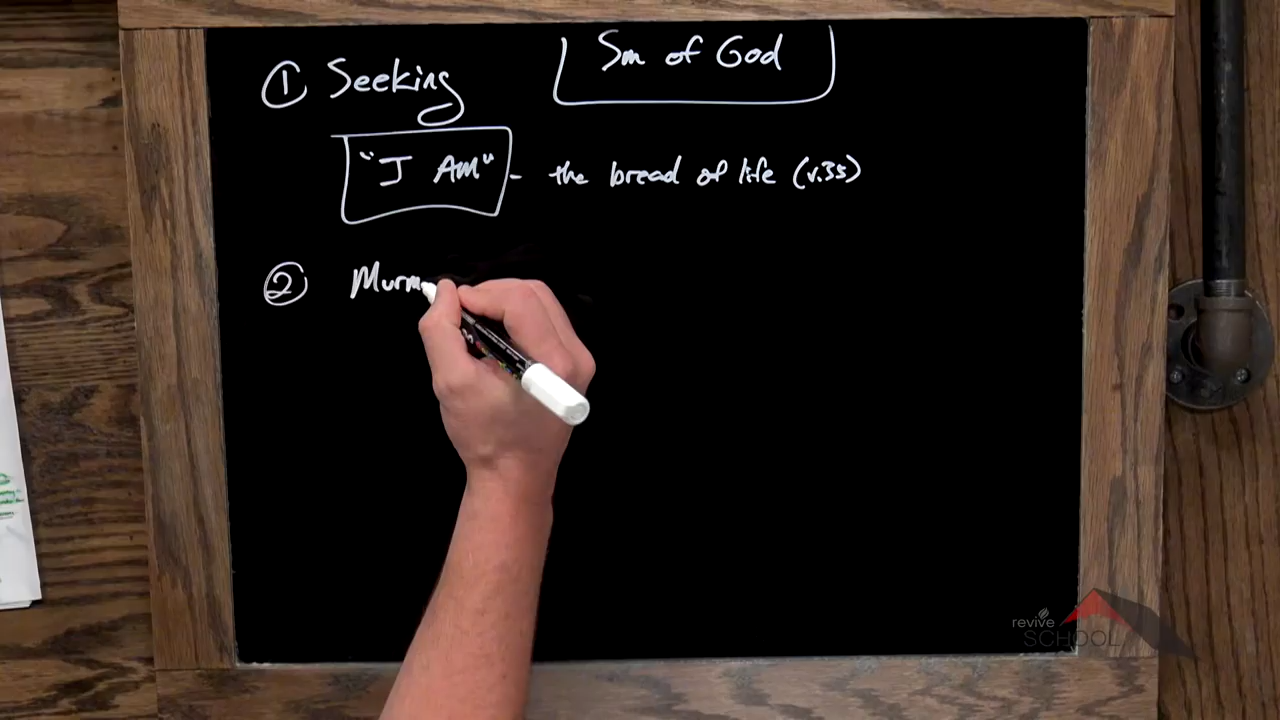 Son of God
① Seeking
"I AM" - the bread of life (v.35)
② Murm
revive
SCHOOL